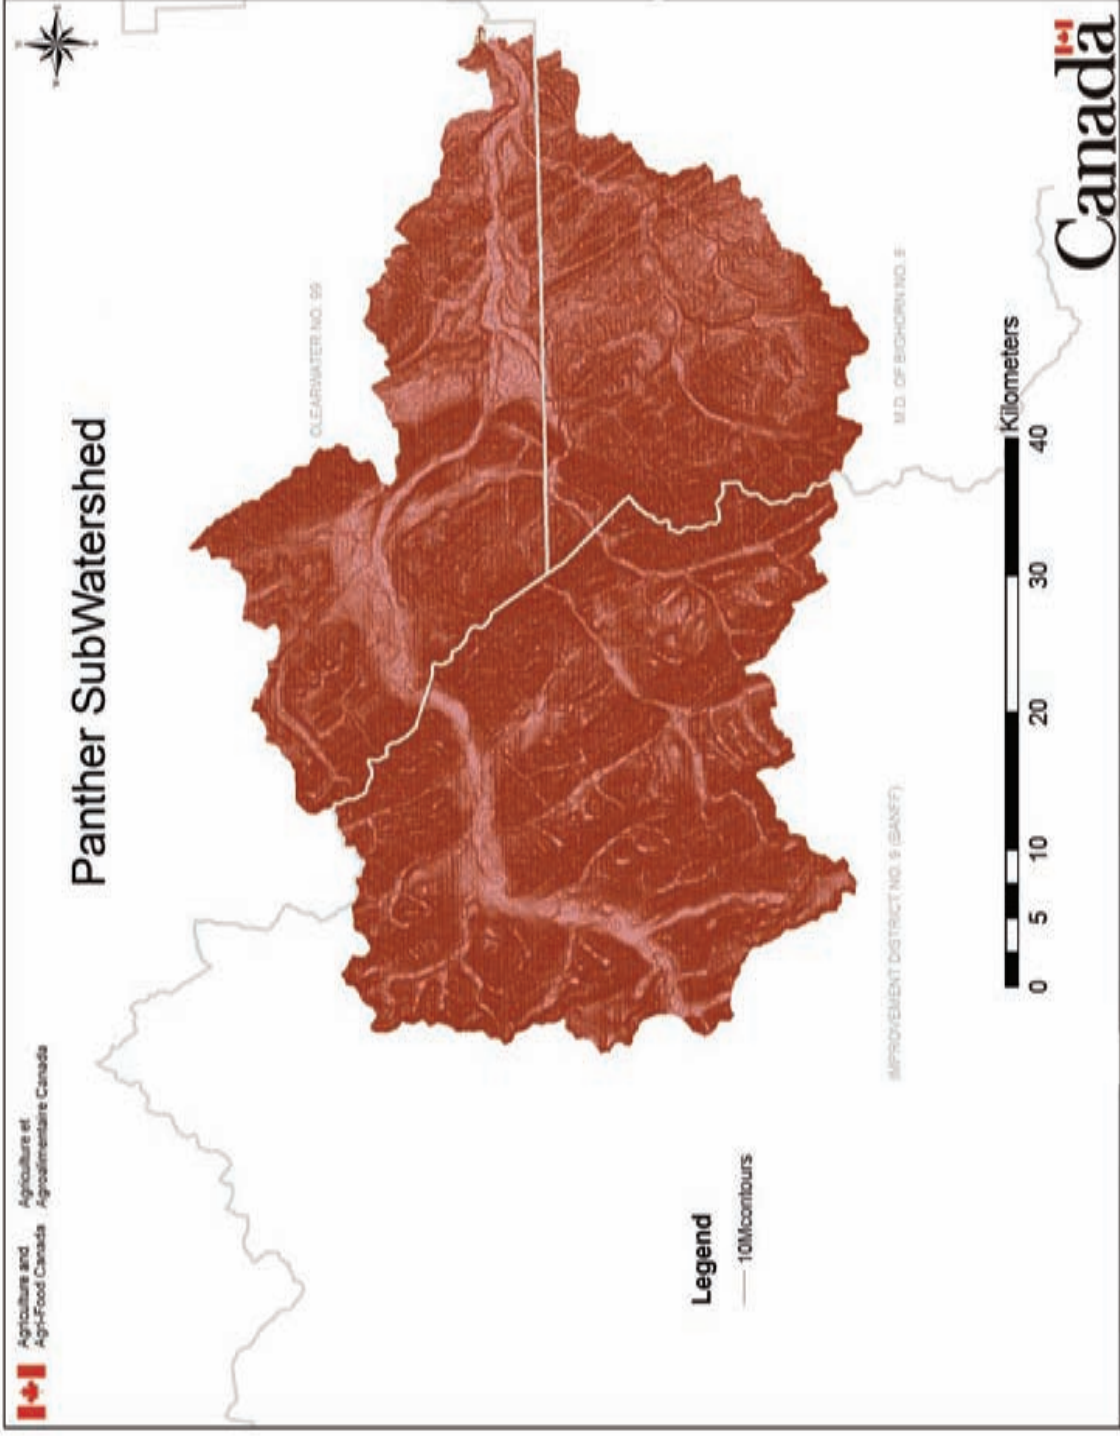 Agriculture and
Agri-Food Canada
Agriculture et
Agroalimentaire Canada
Panther SubWatershed
CLEARWATER NO. 99
M.D. OF BIGHORN NO. 8
IMPROVEMENT DISTRICT NO. 9 (BANFF)
Legend
10Mcontours
0 5 10 20 30 40
Kilometers
Canada